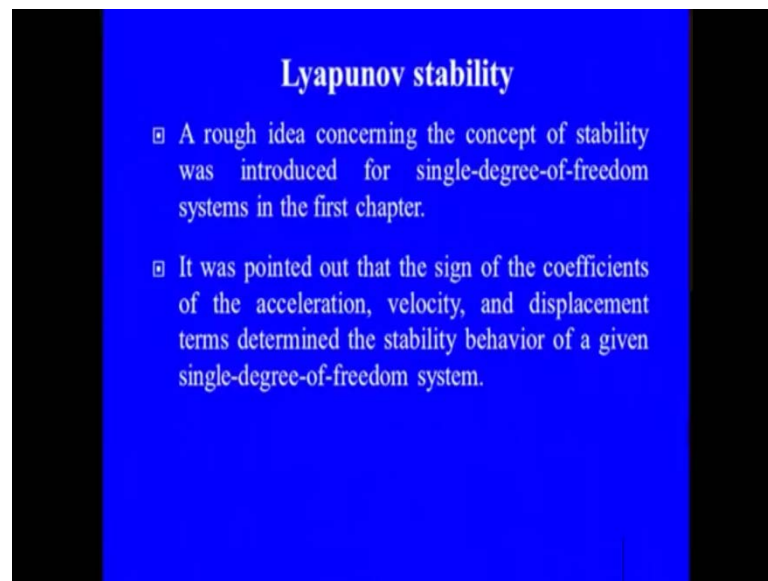 Lyapunov stability
A rough idea concerning the concept of stability
was introduced for single-degree-of-freedom
systems in the first chapter.
It was pointed out that the sign of the coefficients
of the acceleration, velocity, and displacement
terms determined the stability behavior of a given
single-degree-of-freedom system.